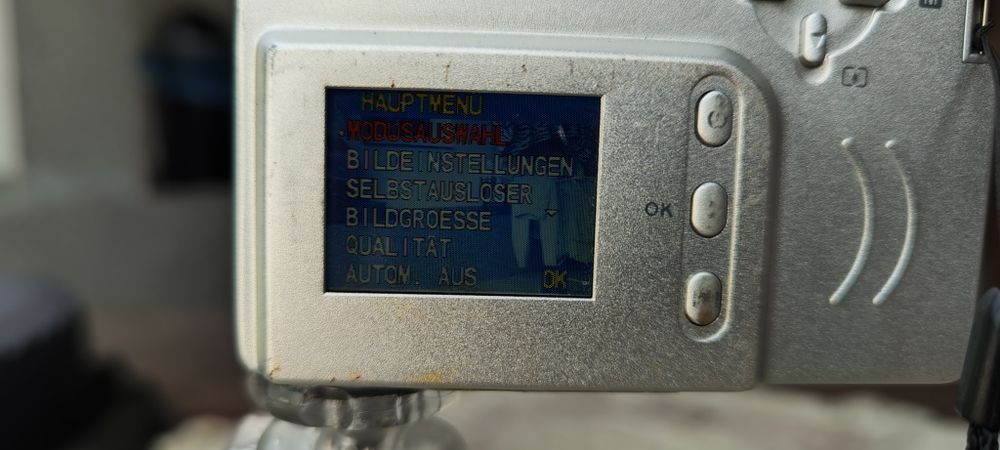 HAUPTMENU
MODUSAUSWAHL
BILDEINSTELLUNGEN
SELBSTAUSLÖSER
BILDGROESSE
QUALITÄT
AUTOM. AUS OK
OK